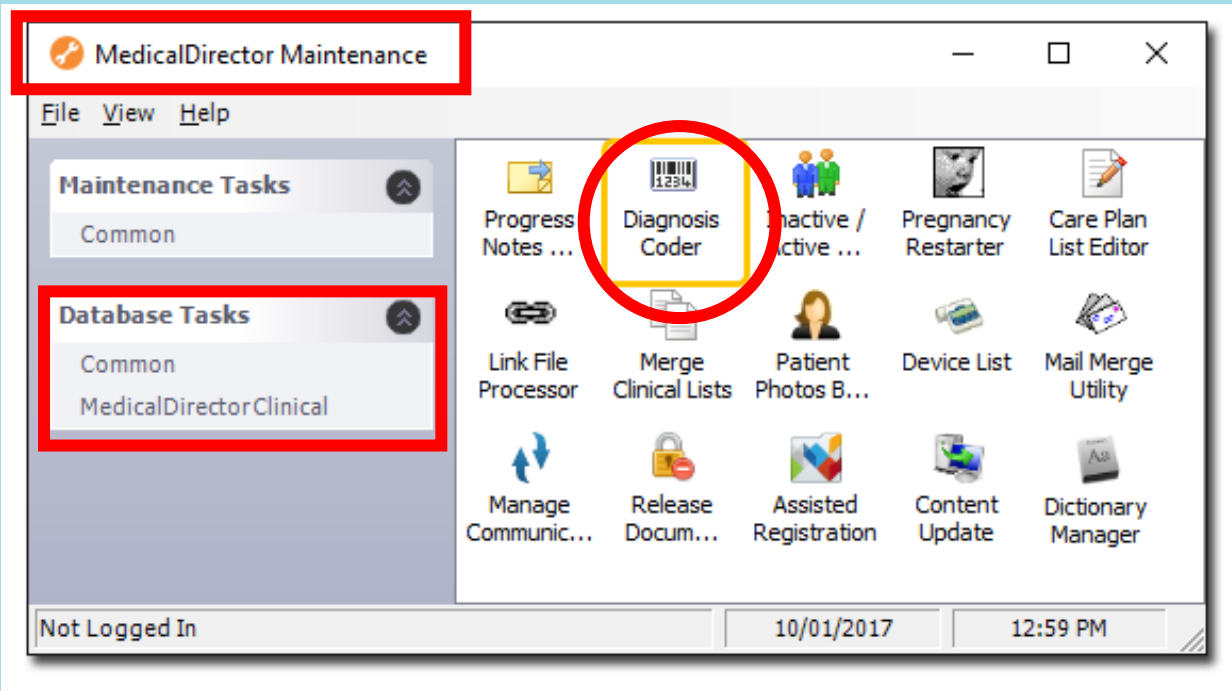 MedicalDirector Maintenance
File View Help
Maintenance Tasks
Common
Database Tasks
Common
MedicalDirectorClinical
Progress
Notes ...
1234
Diagnosis
Coder
Inactive /
Active ...
Pregnancy
Restarter
Care Plan
List Editor
Link File
Processor
Merge
Clinical Lists
Patient
Photos B...
Device List
Mail Merge
Utility
Manage
Communic...
Release
Docum...
Assisted
Registration
Content
Update
Aa
Dictionary
Manager
Not Logged In 10/01/2017 12:59 PM